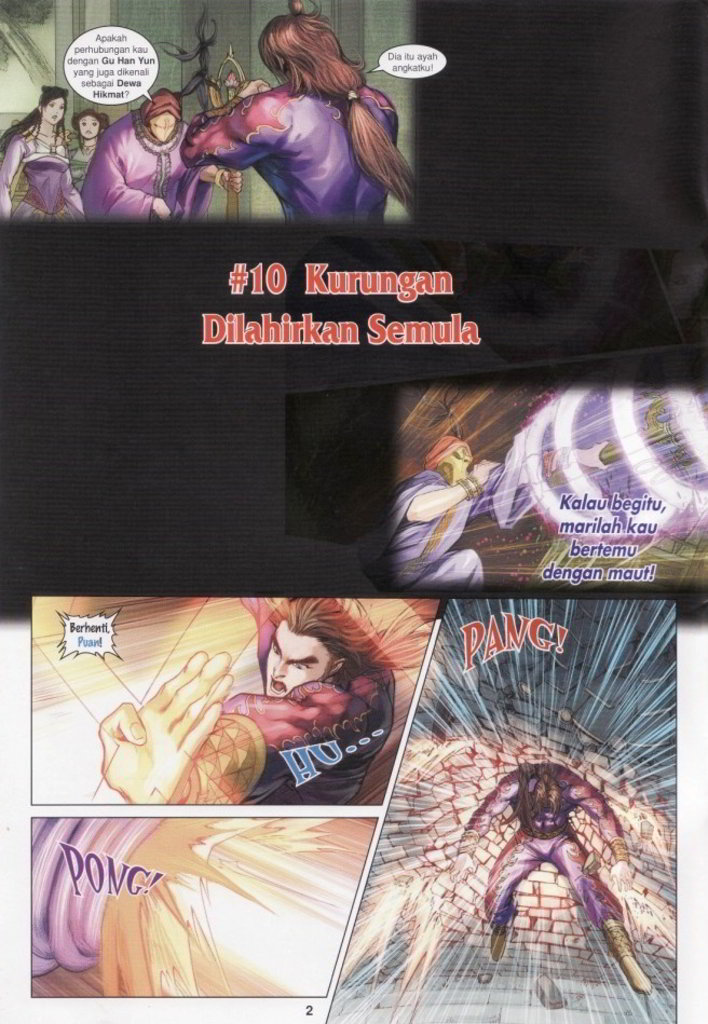 Apakah
perhubungan kau
dengan Gu Han Yun
yang juga dikenali
sebagai Dewa
Hikmat?
Dia itu ayah
angkatku!
#10 Kurungan
Dilahirkan Semula
Kalau begitu,
marilah kau
bertemu
dengan maut!
Berhenti,
Puan!
HU...
PANG!
PONG!
2